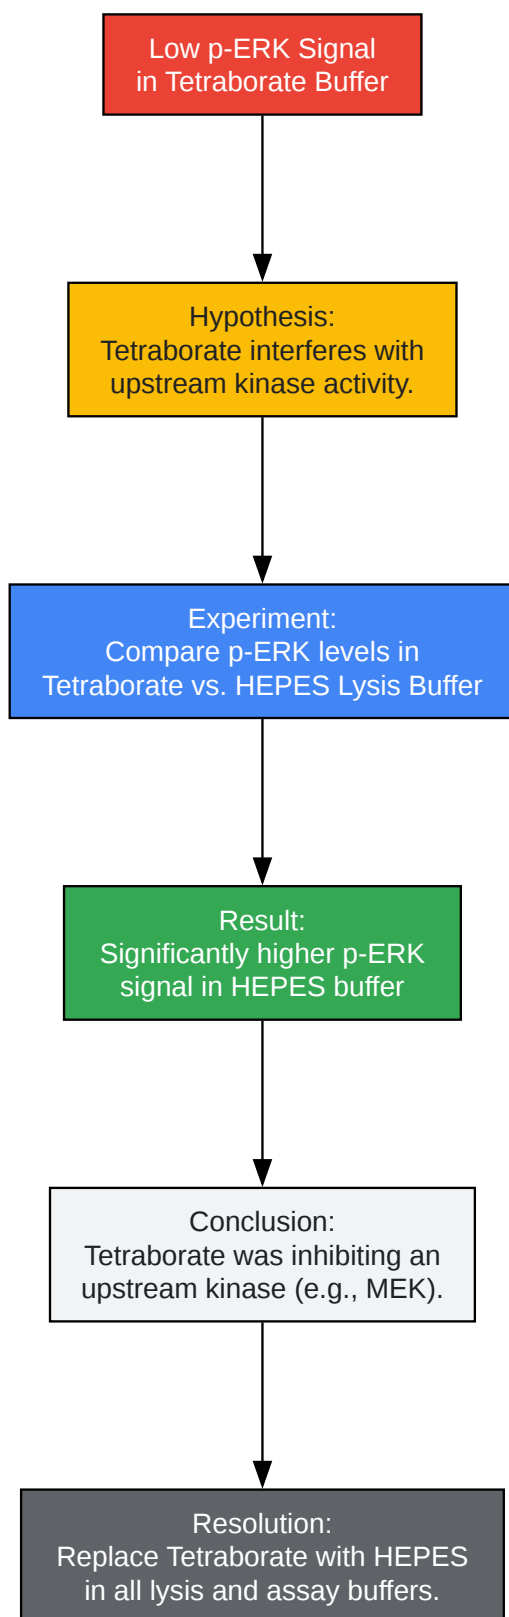 Low p-ERK Signal
in Tetraborate Buffer
Hypothesis:
Tetraborate interferes with
upstream kinase activity.
Experiment:
Compare p-ERK levels in
Tetraborate vs. HEPES Lysis Buffer
Result:
Significantly higher p-ERK
signal in HEPES buffer
Conclusion:
Tetraborate was inhibiting an
upstream kinase (e.g., MEK).
Resolution:
Replace Tetraborate with HEPES
in all lysis and assay buffers.